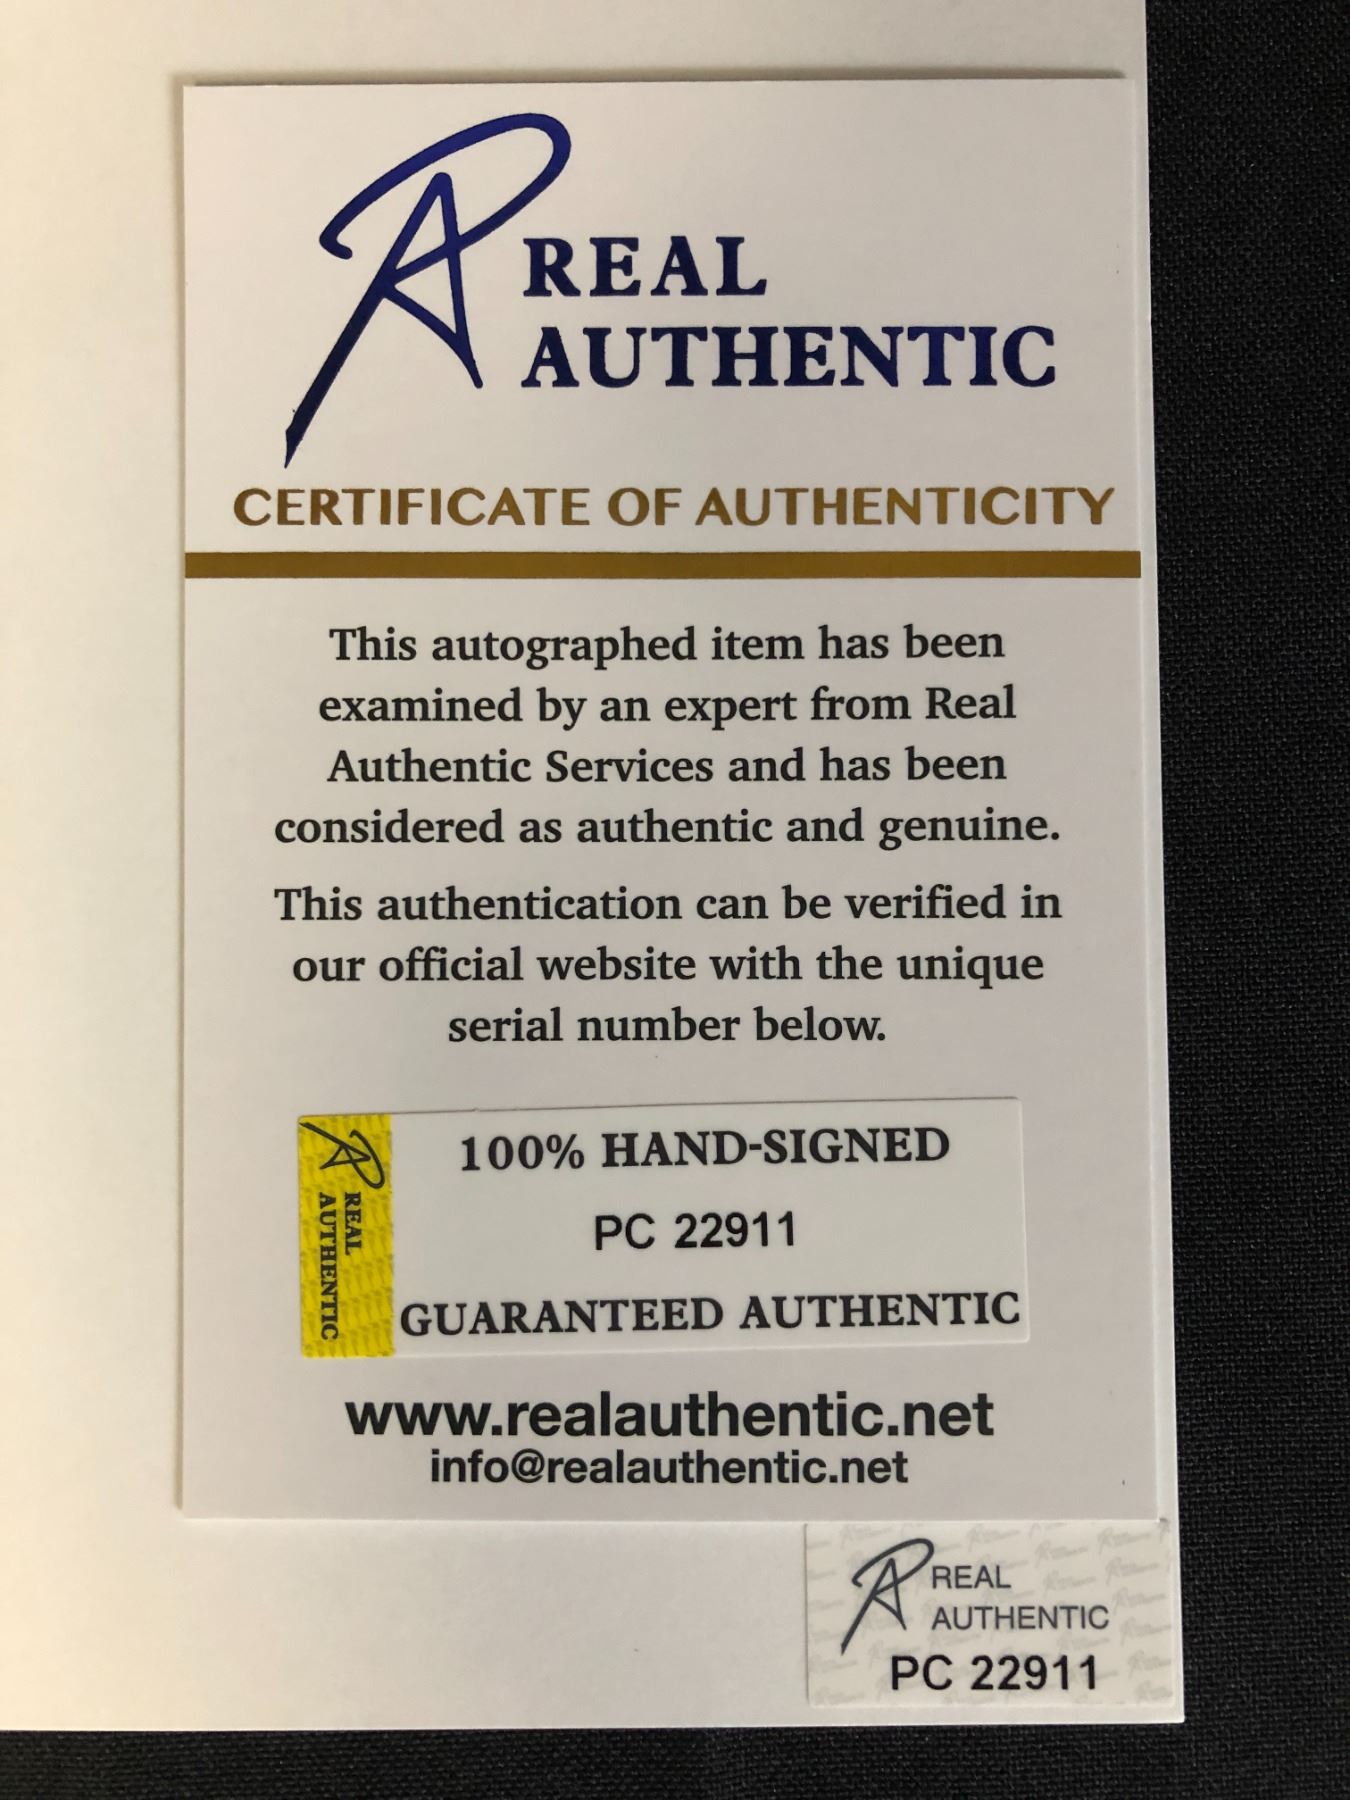 REAL
AUTHENTIC
CERTIFICATE OF AUTHENTICITY
This autographed item has been
examined by an expert from Real
Authentic Services and has been
considered as authentic and genuine.
This authentication can be verified in
our official website with the unique
serial number below.
REAL
AUTHENTIC
100% HAND-SIGNED
PC 22911
GUARANTEED AUTHENTIC
www.realauthentic.net
info@realauthentic.net
REAL
AUTHENTIC
PC 22911